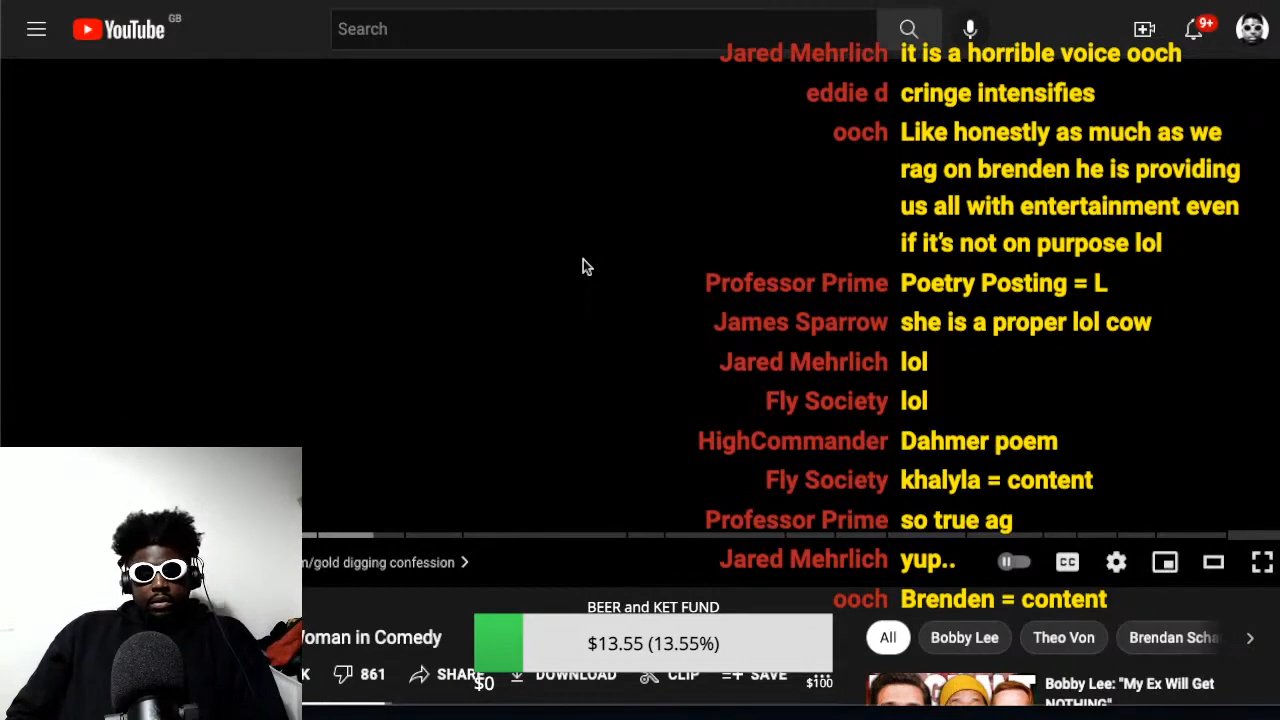 YouTube GB
Search
9+
Jared Mehrlich it is a horrible voice ooch
eddie d cringe intensifies
ooch Like honestly as much as we
rag on brenden he is providing
us all with entertainment even
if it's not on purpose lol
Professor Prime Poetry Posting = L
James Sparrow she is a proper lol cow
Jared Mehrlich lol
Fly Society lol
HighCommander Dahmer poem
Fly Society khalyla = content
Professor Prime so true ag
Jared Mehrlich yup..
ooch Brenden = content
m/gold digging confession
CC
BEER and KET FUND
$13.55 (13.55%)
$0
$100
Woman in Comedy
K 861 SHARE DOWNLOAD CLIP SAVE
All Bobby Lee Theo Von Brendan Scha
Bobby Lee: "My Ex Will Get
NOTHING"